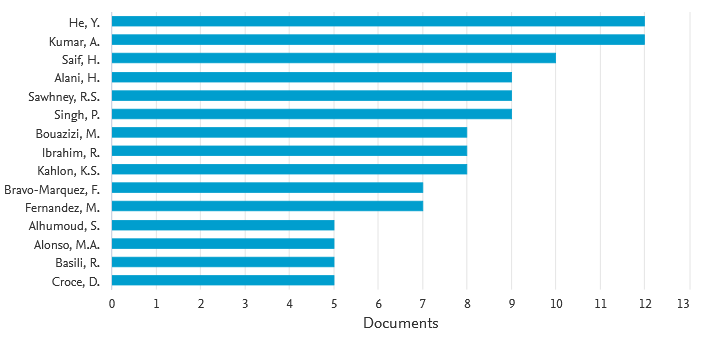 He, Y.
Kumar, A.
Saif, H.
Alani, H.
Sawhney, R.S.
Singh, P.
Bouazizi, M.
Ibrahim, R.
Kahlon, K.S.
Bravo-Marquez, F.
Fernandez, M.
Alhumoud, S.
Alonso, M.A.
Basili, R.
Croce, D.
0 1 2 3 4 5 6 7 8 9 10 11 12 13
Documents